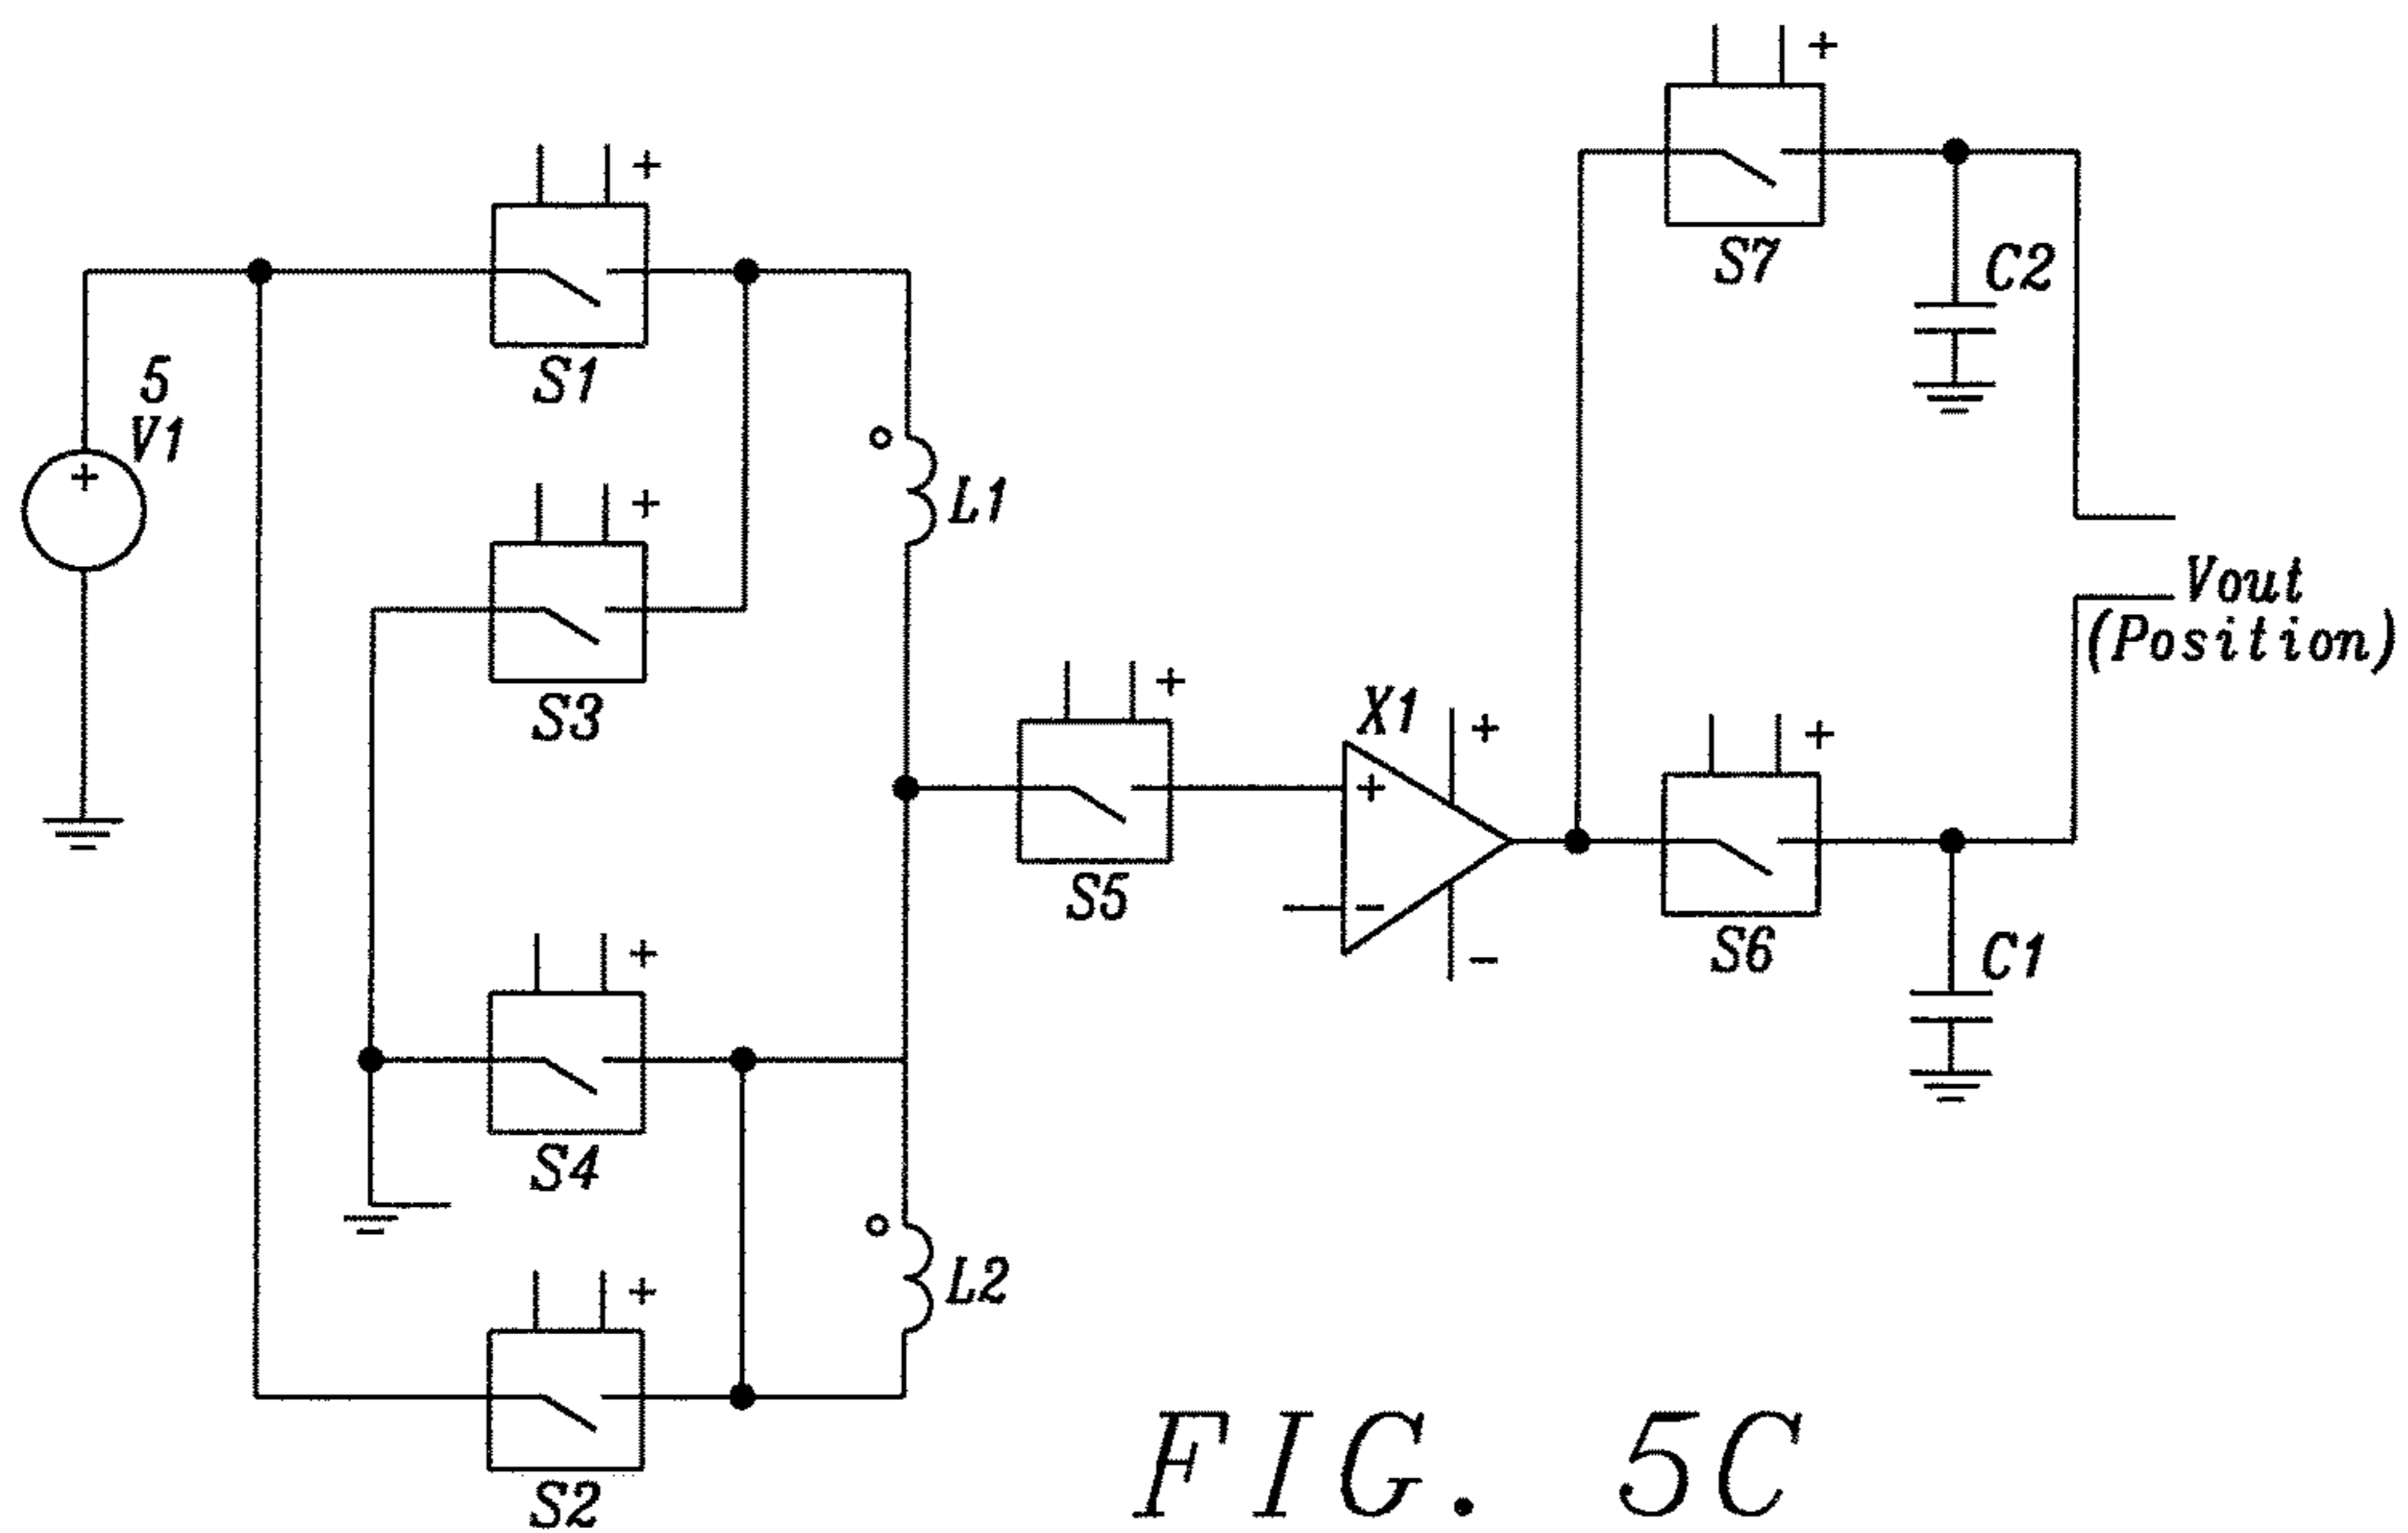 +
S7
C2
+
S1
5
V1
+
L1
+
S3
Vout
(Position)
+
S5
X1
+
+
-
-
+
S6
C1
+
S4
L2
+
S2
FIG. 5C